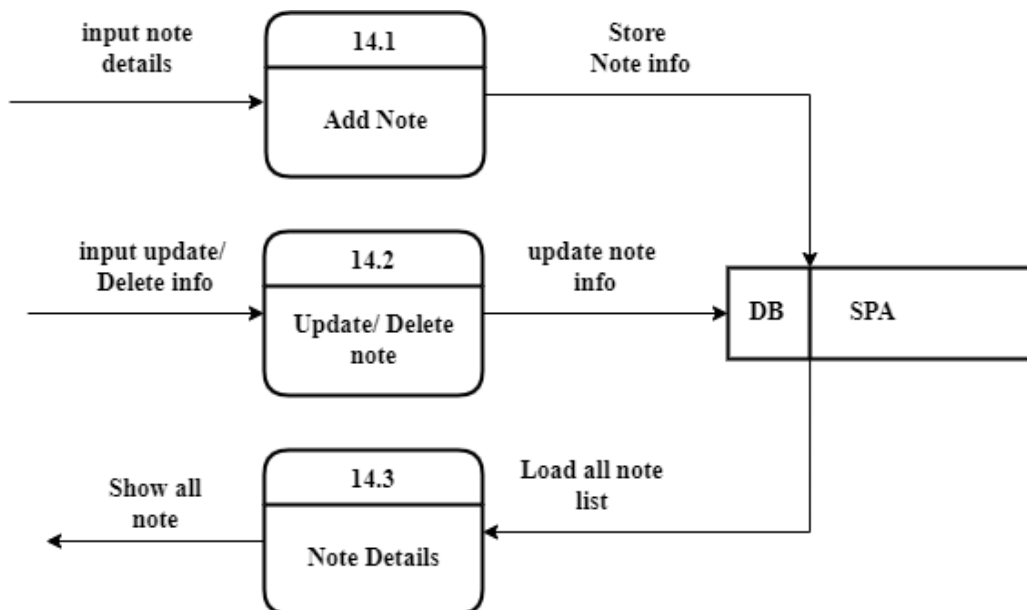 input note
details
14.1
Add Note
Store
Note info
input update/
Delete info
14.2
Update/ Delete
note
update note
info
DB
SPA
Show all
note
14.3
Note Details
Load all note
list